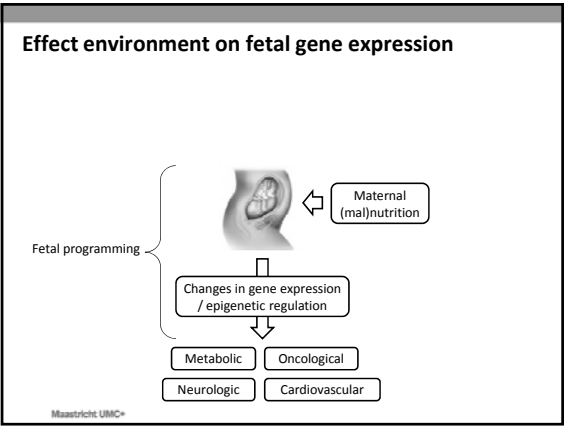 Effect environment on fetal gene expression
Maternal
(mal)nutrition
Fetal programming
Changes in gene expression
/ epigenetic regulation
Metabolic
Oncological
Neurologic
Cardiovascular
Maastricht UMC+